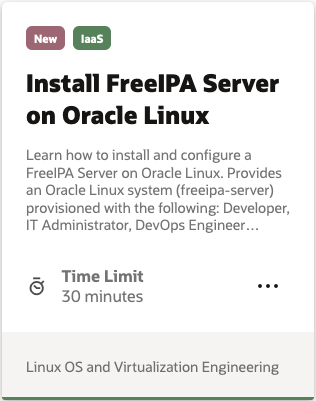 New IaaS
Install FreeIPA Server
on Oracle Linux
Learn how to install and configure a
FreeIPA Server on Oracle Linux. Provides
an Oracle Linux system (freeipa-server)
provisioned with the following: Developer,
IT Administrator, DevOps Engineer…
Time Limit
30 minutes
Linux OS and Virtualization Engineering